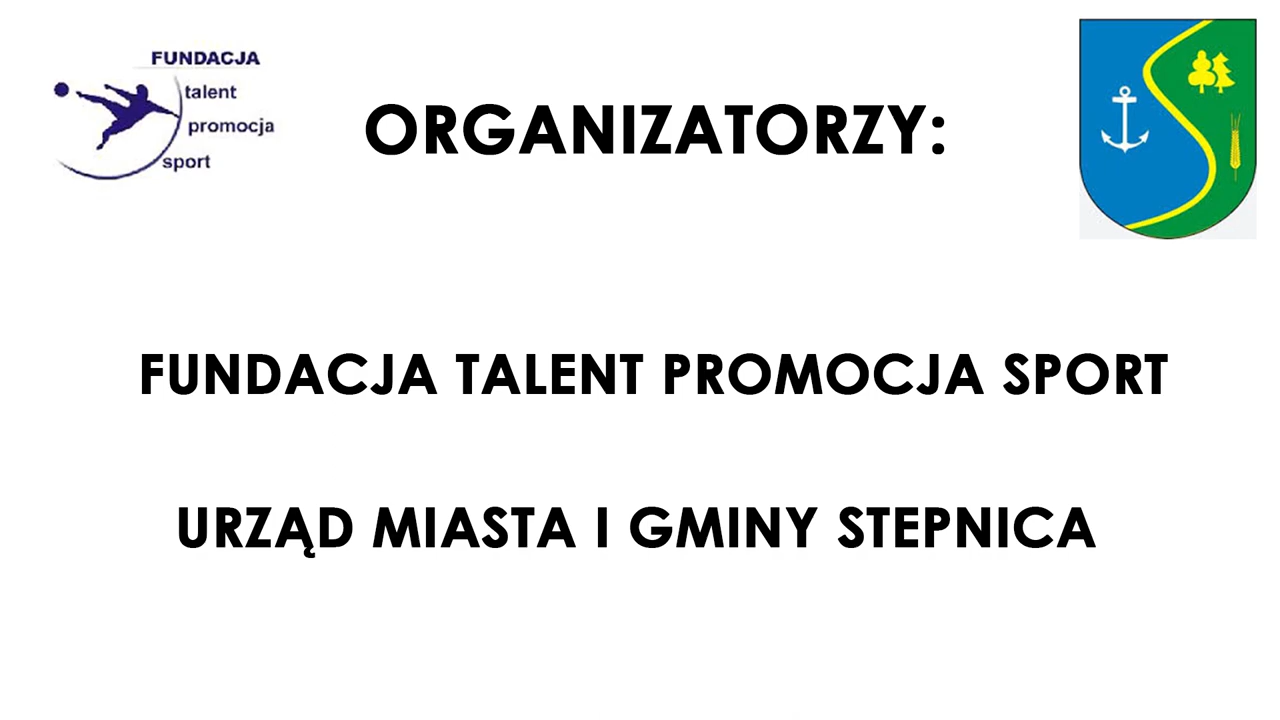 FUNDACJA
talent
promocja
sport
ORGANIZATORZY:
FUNDACJA TALENT PROMOCJA SPORT
URZĄD MIASTA I GMINY STEPNICA